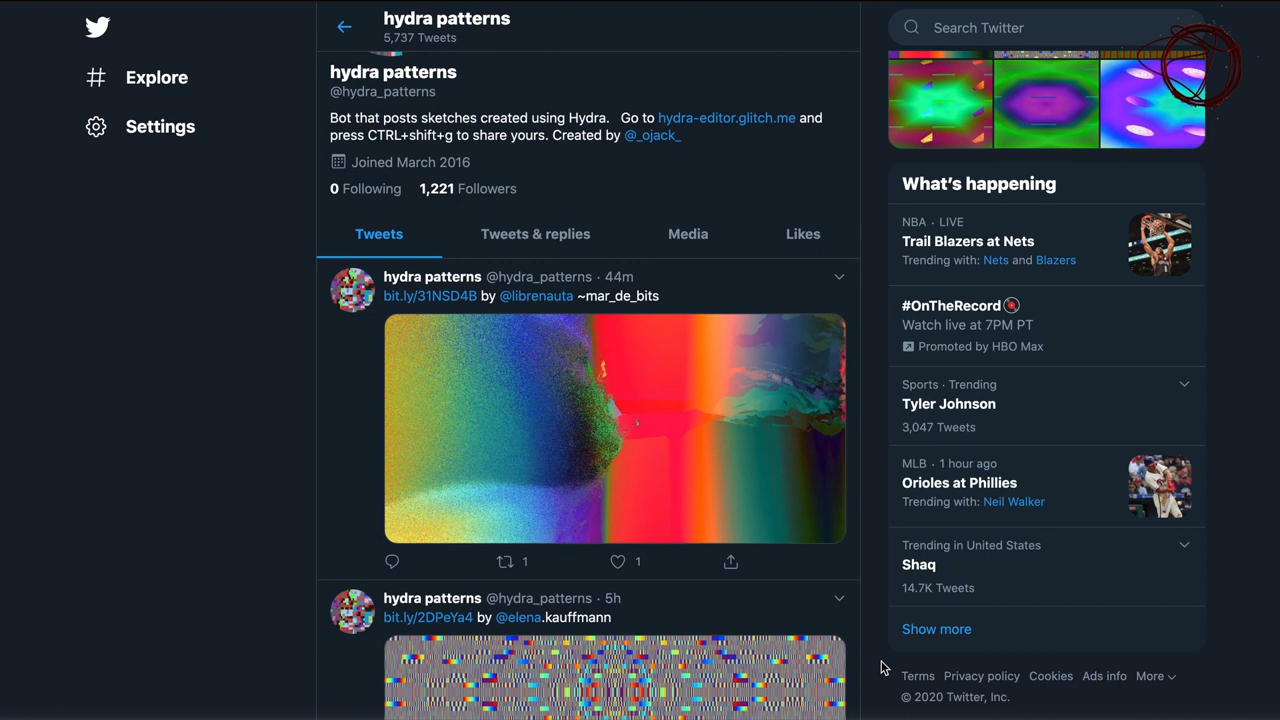 Explore
Settings
hydra patterns
5,737 Tweets
hydra patterns
@hydra_patterns
Bot that posts sketches created using Hydra. Go to hydra-editor.glitch.me and
press CTRL+shift+g to share yours. Created by @_ojack_
Joined March 2016
0 Following 1,221 Followers
Tweets Tweets & replies Media Likes
hydra patterns @hydra_patterns · 44m
bit.ly/31NSD4B by @librenauta ~mar_de_bits
1 1
hydra patterns @hydra_patterns · 5h
bit.ly/2DPeYa4 by @elena.kauffmann
Search Twitter
What's happening
NBA · LIVE
Trail Blazers at Nets
Trending with: Nets and Blazers
#OnTheRecord
Watch live at 7PM PT
Promoted by HBO Max
Sports · Trending
Tyler Johnson
3,047 Tweets
MLB · 1 hour ago
Orioles at Phillies
Trending with: Neil Walker
Trending in United States
Shaq
14.7K Tweets
Show more
Terms Privacy policy Cookies Ads info More
© 2020 Twitter, Inc.